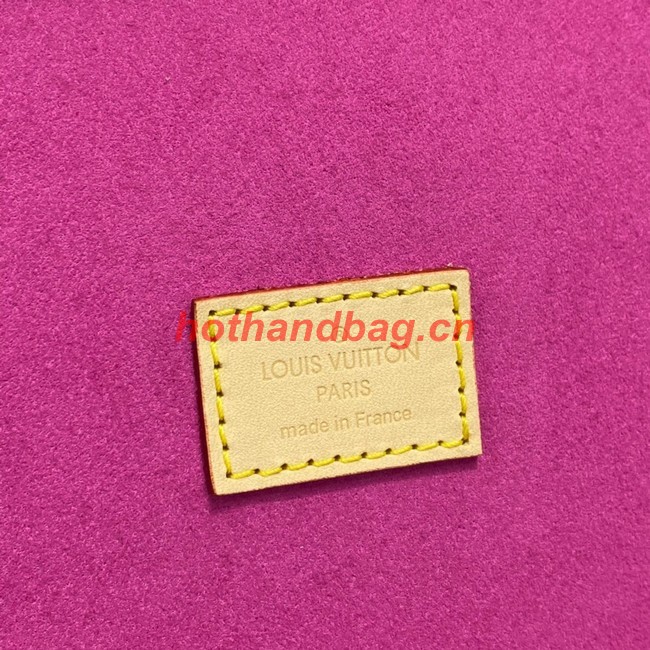 ®
hothandbag.cn
LOUIS VUITTON
PARIS
made in France